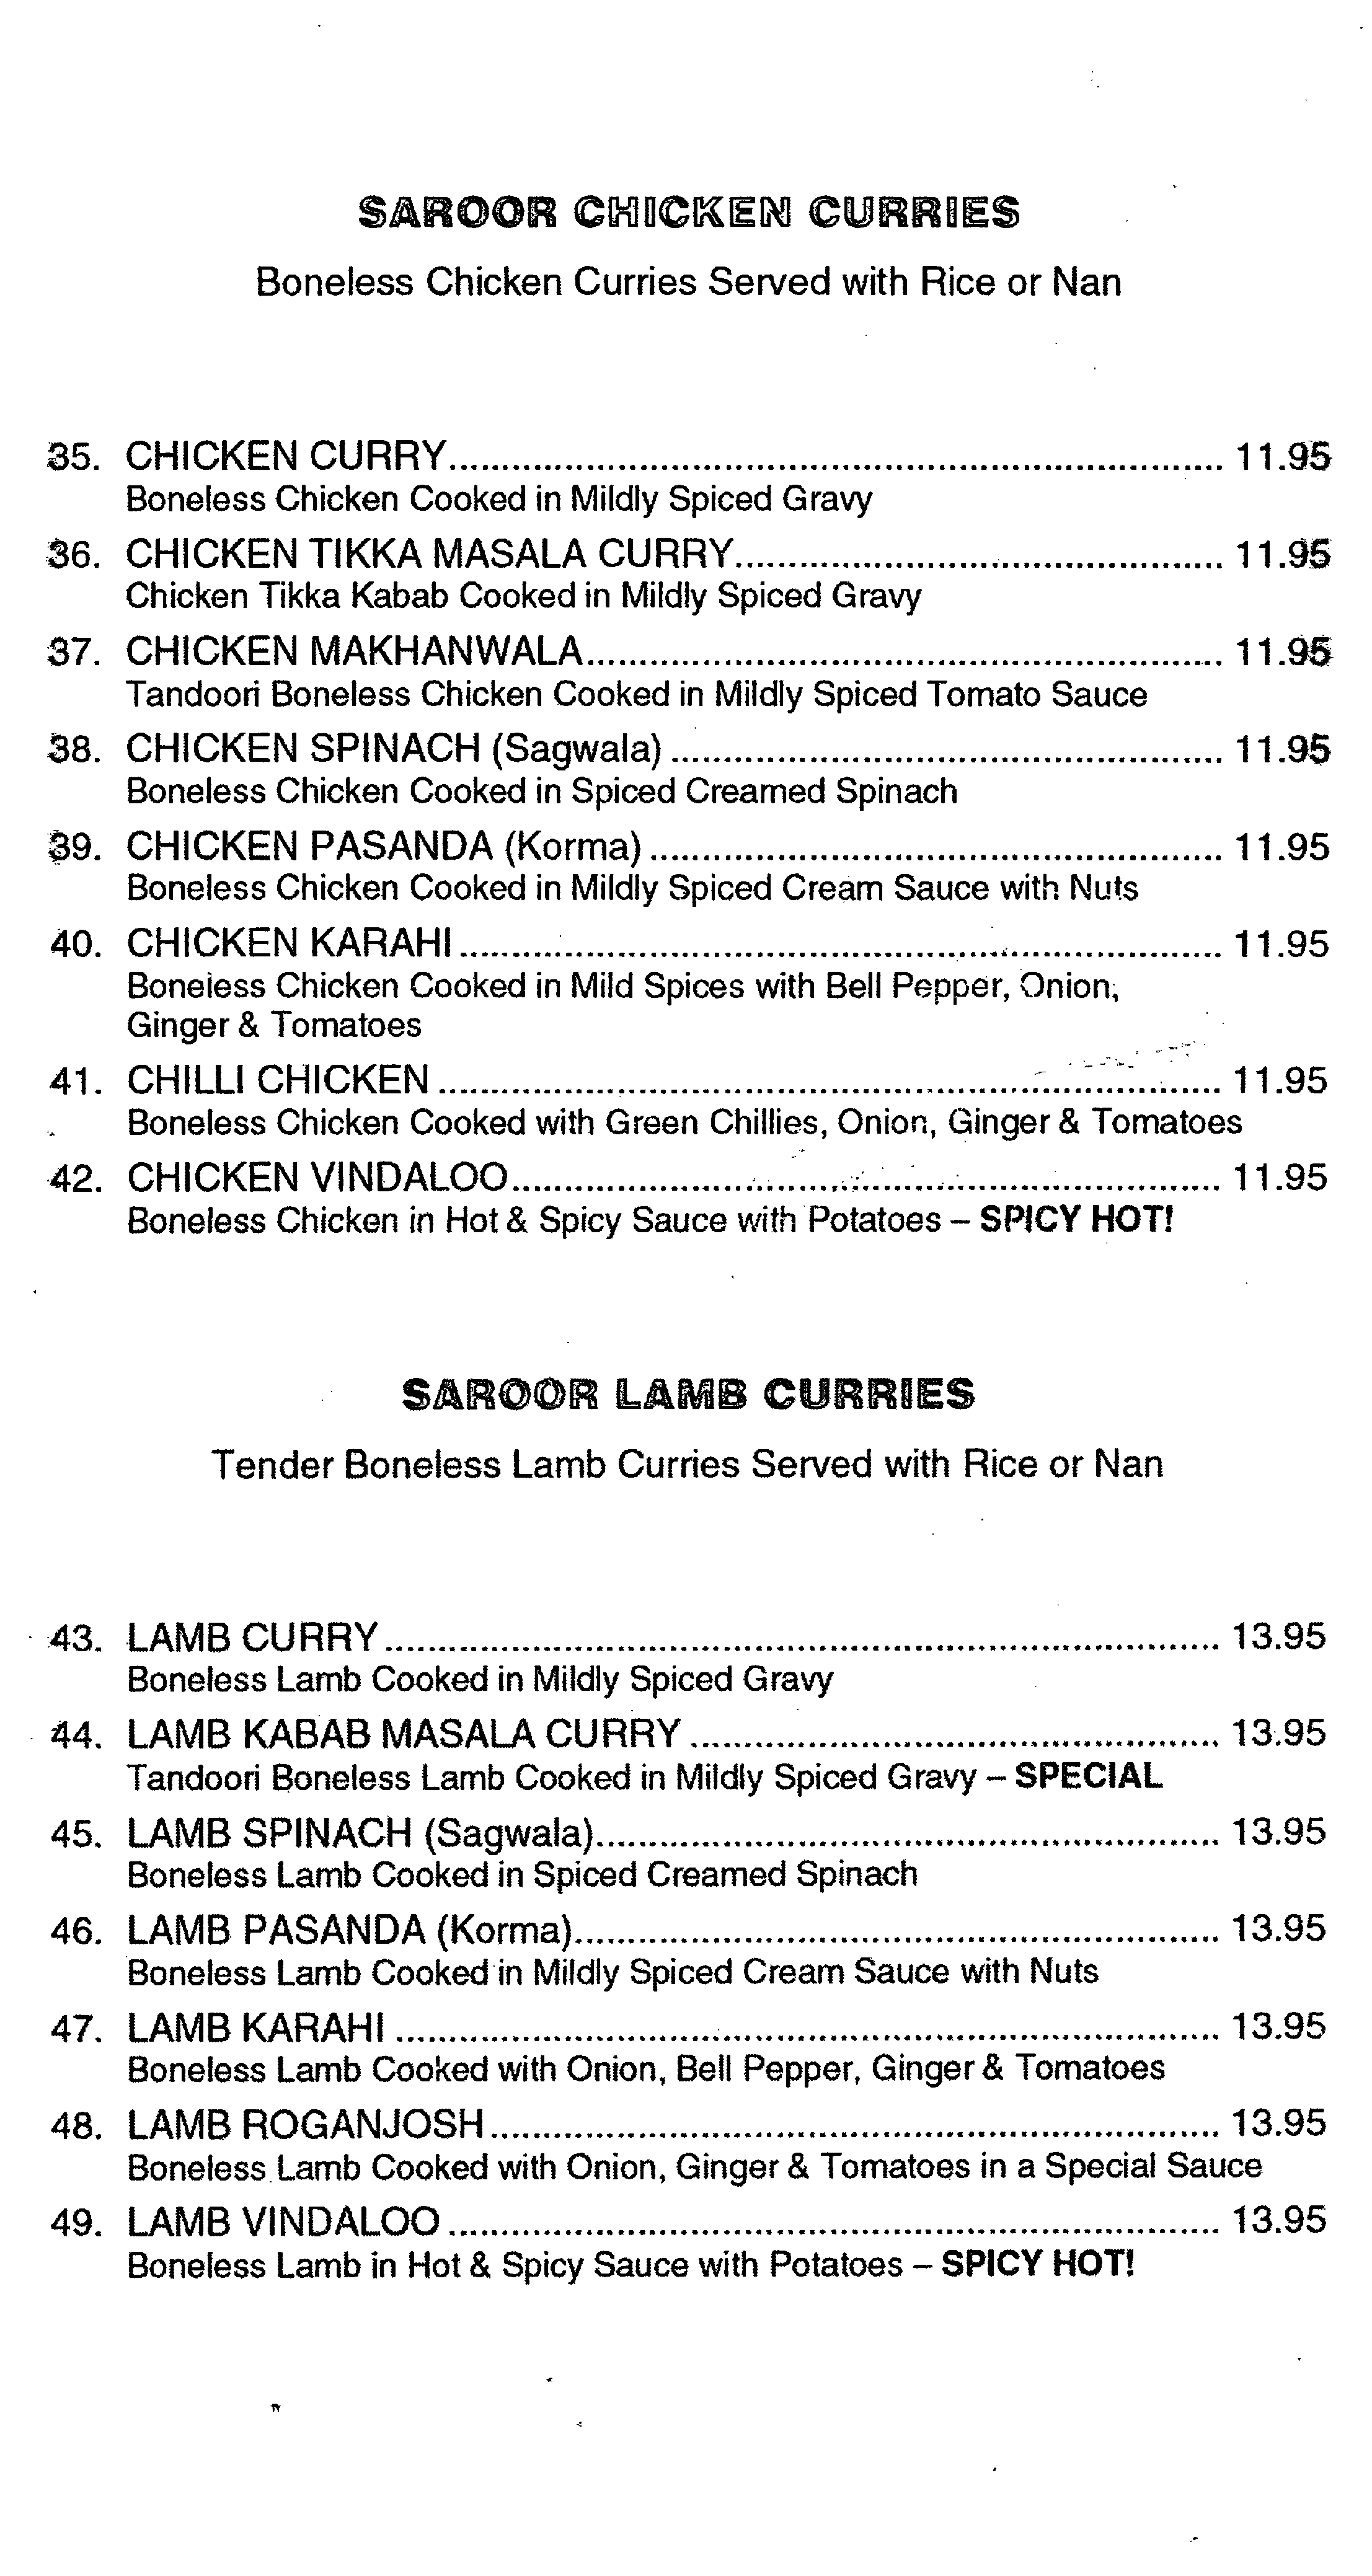 SAROOR CHICKEN CURRIES
Boneless Chicken Curries Served with Rice or Nan
35. CHICKEN CURRY.......................................................................... 11.95
Boneless Chicken Cooked in Mildly Spiced Gravy
36. CHICKEN TIKKA MASALA CURRY.............................................. 11.95
Chicken Tikka Kabab Cooked in Mildly Spiced Gravy
37. CHICKEN MAKHANWALA............................................................ 11.95
Tandoori Boneless Chicken Cooked in Mildly Spiced Tomato Sauce
38. CHICKEN SPINACH (Sagwala) .................................................... 11.95
Boneless Chicken Cooked in Spiced Creamed Spinach
39. CHICKEN PASANDA (Korma) ...................................................... 11.95
Boneless Chicken Cooked in Mildly Spiced Cream Sauce with Nuts
40. CHICKEN KARAHI ........................................................................ 11.95
Boneless Chicken Cooked in Mild Spices with Bell Pepper, Onion,
Ginger & Tomatoes
41. CHILLI CHICKEN .......................................................................... 11.95
Boneless Chicken Cooked with Green Chillies, Onion, Ginger & Tomatoes
42. CHICKEN VINDALOO................................................................... 11.95
Boneless Chicken in Hot & Spicy Sauce with Potatoes – SPICY HOT!
SAROOR LAMB CURRIES
Tender Boneless Lamb Curries Served with Rice or Nan
43. LAMB CURRY ............................................................................... 13.95
Boneless Lamb Cooked in Mildly Spiced Gravy
44. LAMB KABAB MASALA CURRY .................................................. 13.95
Tandoori Boneless Lamb Cooked in Mildly Spiced Gravy – SPECIAL
45. LAMB SPINACH (Sagwala)........................................................... 13.95
Boneless Lamb Cooked in Spiced Creamed Spinach
46. LAMB PASANDA (Korma)............................................................. 13.95
Boneless Lamb Cooked in Mildly Spiced Cream Sauce with Nuts
47. LAMB KARAHI .............................................................................. 13.95
Boneless Lamb Cooked with Onion, Bell Pepper, Ginger & Tomatoes
48. LAMB ROGANJOSH..................................................................... 13.95
Boneless Lamb Cooked with Onion, Ginger & Tomatoes in a Special Sauce
49. LAMB VINDALOO ......................................................................... 13.95
Boneless Lamb in Hot & Spicy Sauce with Potatoes – SPICY HOT!